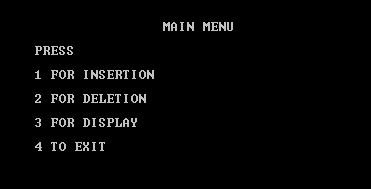 MAIN MENU
PRESS
1 FOR INSERTION
2 FOR DELETION
3 FOR DISPLAY
4 TO EXIT